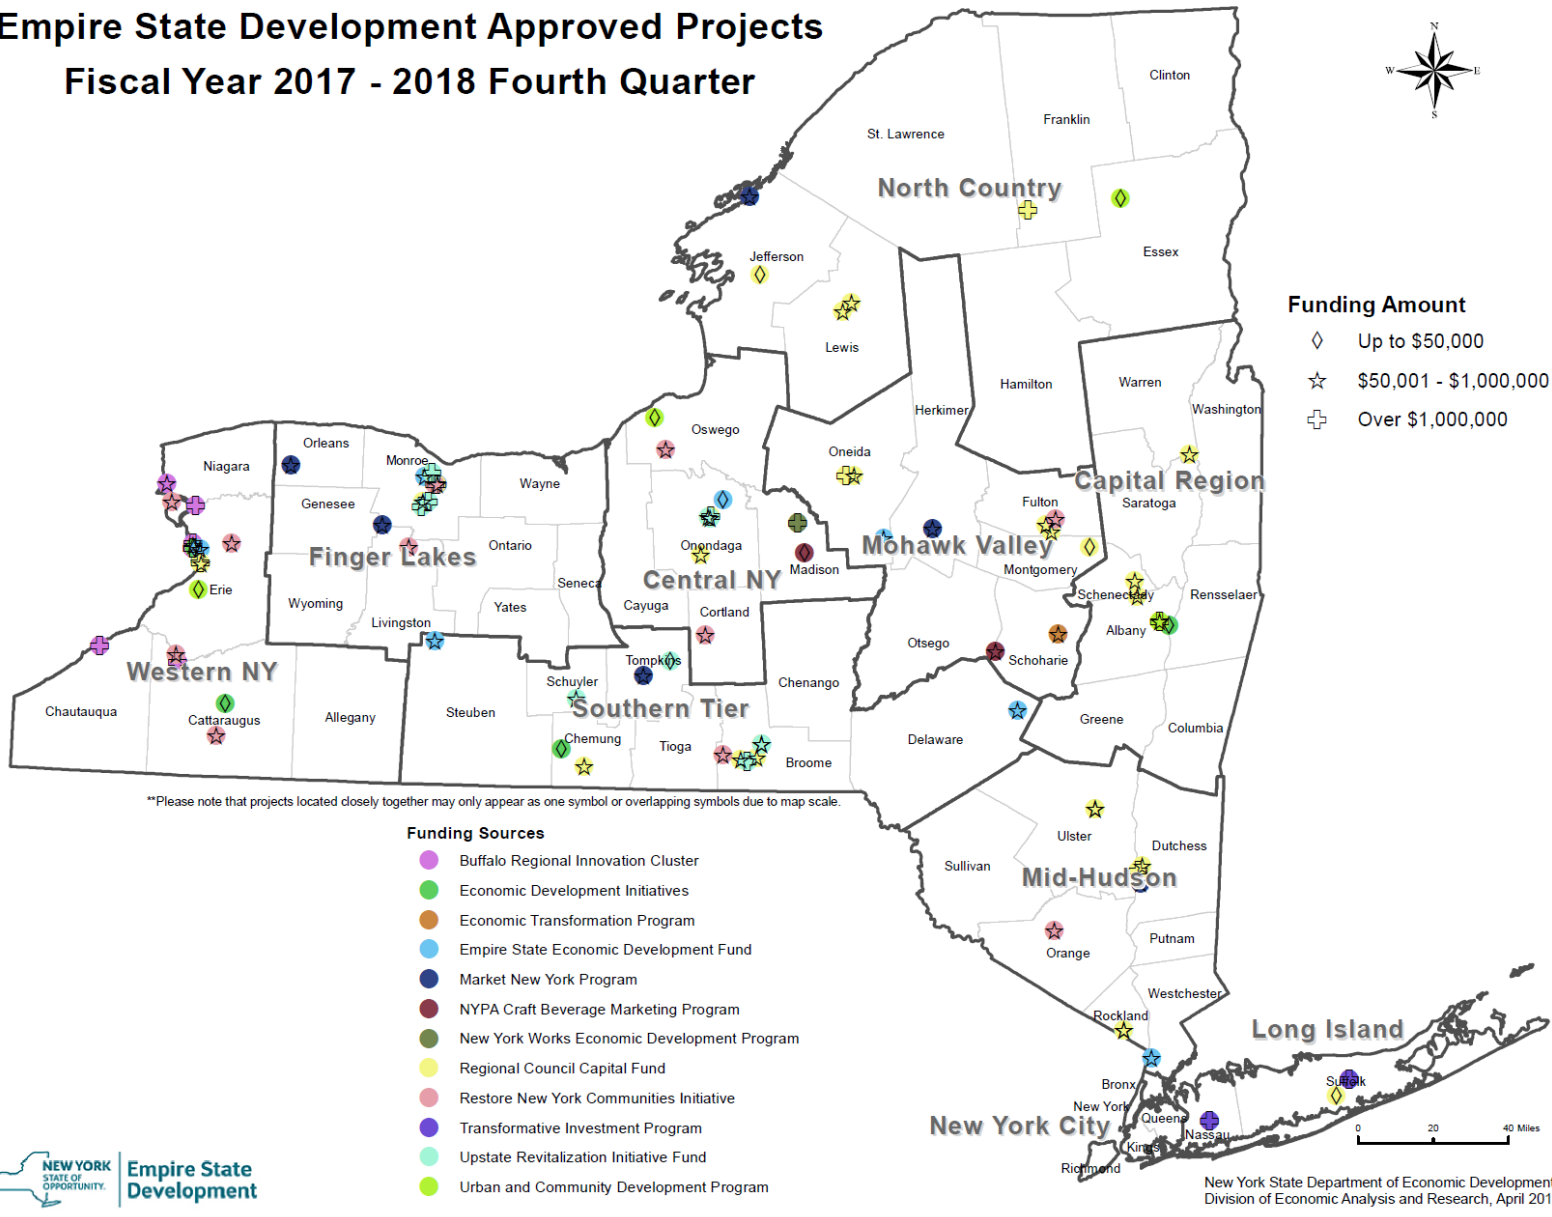 Empire State Development Approved Projects
Fiscal Year 2017 - 2018 Fourth Quarter
N
W
E
S
Clinton
Franklin
St. Lawrence
North Country
Essex
Jefferson
Lewis
Hamilton
Warren
Washington
Herkimer
Funding Amount
Up to $50,000
$50,001 - $1,000,000
Over $1,000,000
Oswego
Oneida
Orleans
Niagara
Monroe
Wayne
Genesee
Capital Region
Fulton
Saratoga
Finger Lakes
Ontario
Onondaga
Mohawk Valley
Central NY
Madison
Montgomery
Seneca
Erie
Wyoming
Yates
Cayuga
Cortland
Schenectady
Rensselaer
Livingston
Albany
Otsego
Schoharie
Western NY
Tompkins
Schuyler
Chenango
Southern Tier
Chautauqua
Cattaraugus
Allegany
Steuben
Greene
Columbia
Chemung
Tioga
Broome
Delaware
**Please note that projects located closely together may only appear as one symbol or overlapping symbols due to map scale.
Ulster
Dutchess
Sullivan
Mid-Hudson
Orange
Putnam
Westchester
Rockland
Long Island
Bronx
Suffolk
New York
Queens
New York City
Nassau
Kings
Richmond
Funding Sources
Buffalo Regional Innovation Cluster
Economic Development Initiatives
Economic Transformation Program
Empire State Economic Development Fund
Market New York Program
NYPA Craft Beverage Marketing Program
New York Works Economic Development Program
Regional Council Capital Fund
Restore New York Communities Initiative
Transformative Investment Program
Upstate Revitalization Initiative Fund
Urban and Community Development Program
0 20 40 Miles
NEW YORK
STATE OF
OPPORTUNITY.
Empire State
Development
New York State Department of Economic Development
Division of Economic Analysis and Research, April 201